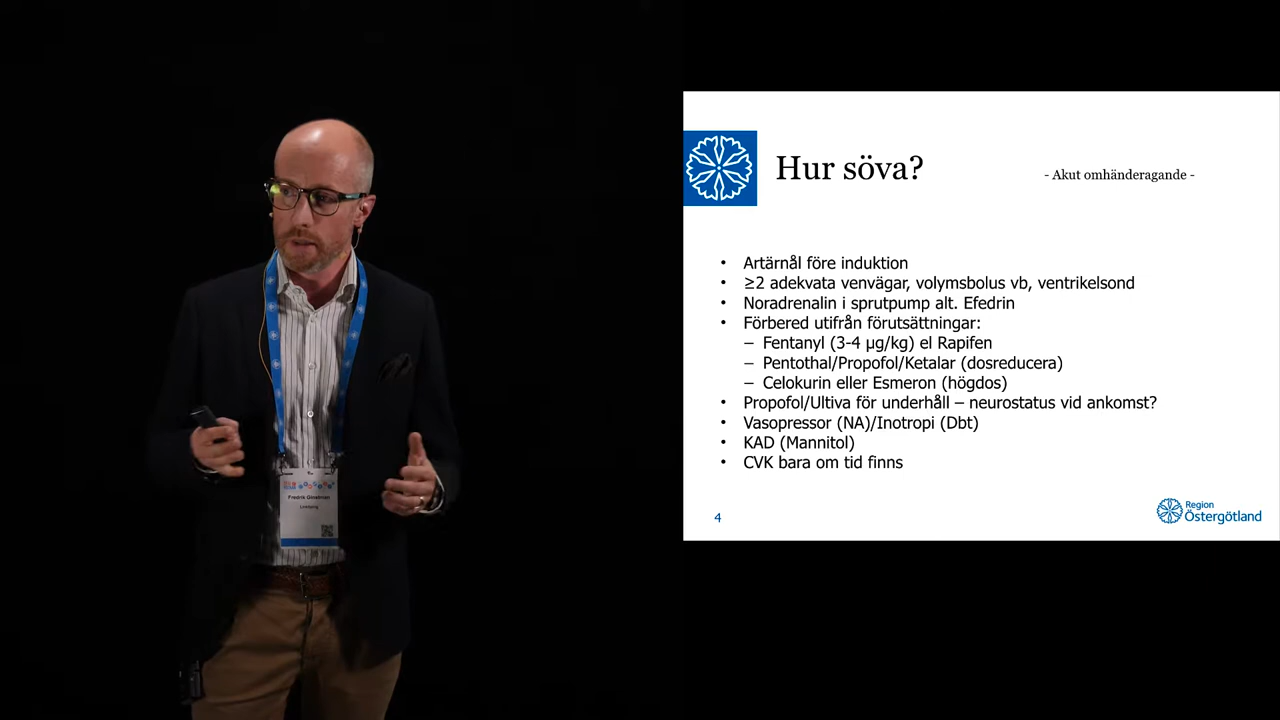 Hur söva?
- Akut omhänderagande -
• Artärnål före induktion
• ≥2 adekvata venvägar, volymsbolus vb, ventrikelsond
• Noradrenalin i sprutpump alt. Efedrin
• Förbered utifrån förutsättningar:
– Fentanyl (3-4 µg/kg) el Rapifen
– Pentothal/Propofol/Ketalar (dosreducera)
– Celokurin eller Esmeron (högdos)
• Propofol/Ultiva för underhåll – neurostatus vid ankomst?
• Vasopressor (NA)/Inotropi (Dbt)
• KAD (Mannitol)
• CVK bara om tid finns
4
Region
Östergötland
Fredrik